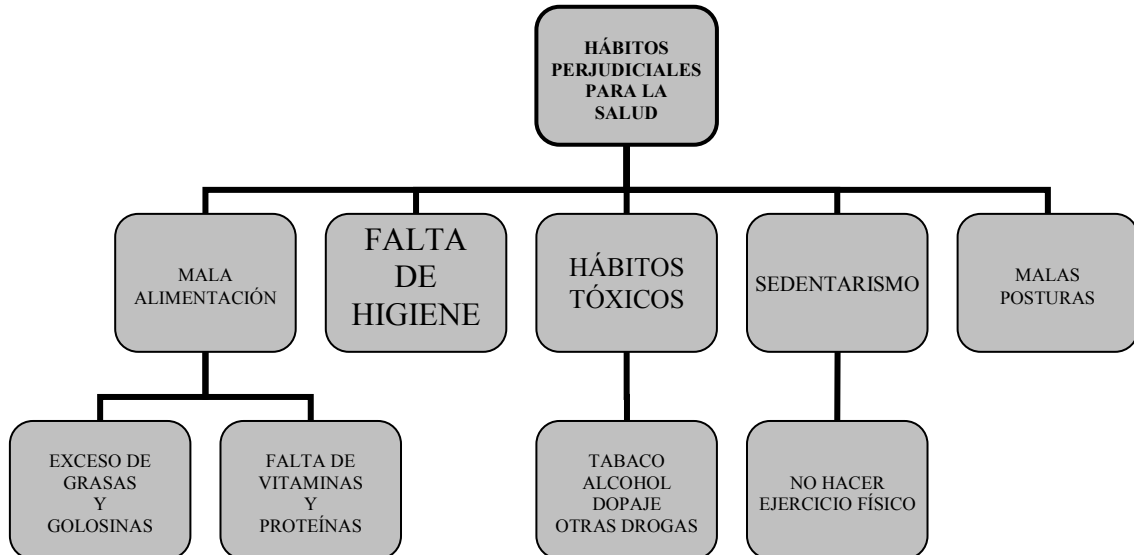 HÁBITOS
PERJUDICIALES
PARA LA
SALUD
MALA
ALIMENTACIÓN
FALTA
DE
HIGIENE
HÁBITOS
TÓXICOS
SEDENTARISMO
MALAS
POSTURAS
EXCESO DE
GRASAS
Y
GOLOSINAS
FALTA DE
VITAMINAS
Y
PROTEÍNAS
TABACO
ALCOHOL
DOPAJE
OTRAS DROGAS
NO HACER
EJERCICIO FÍSICO